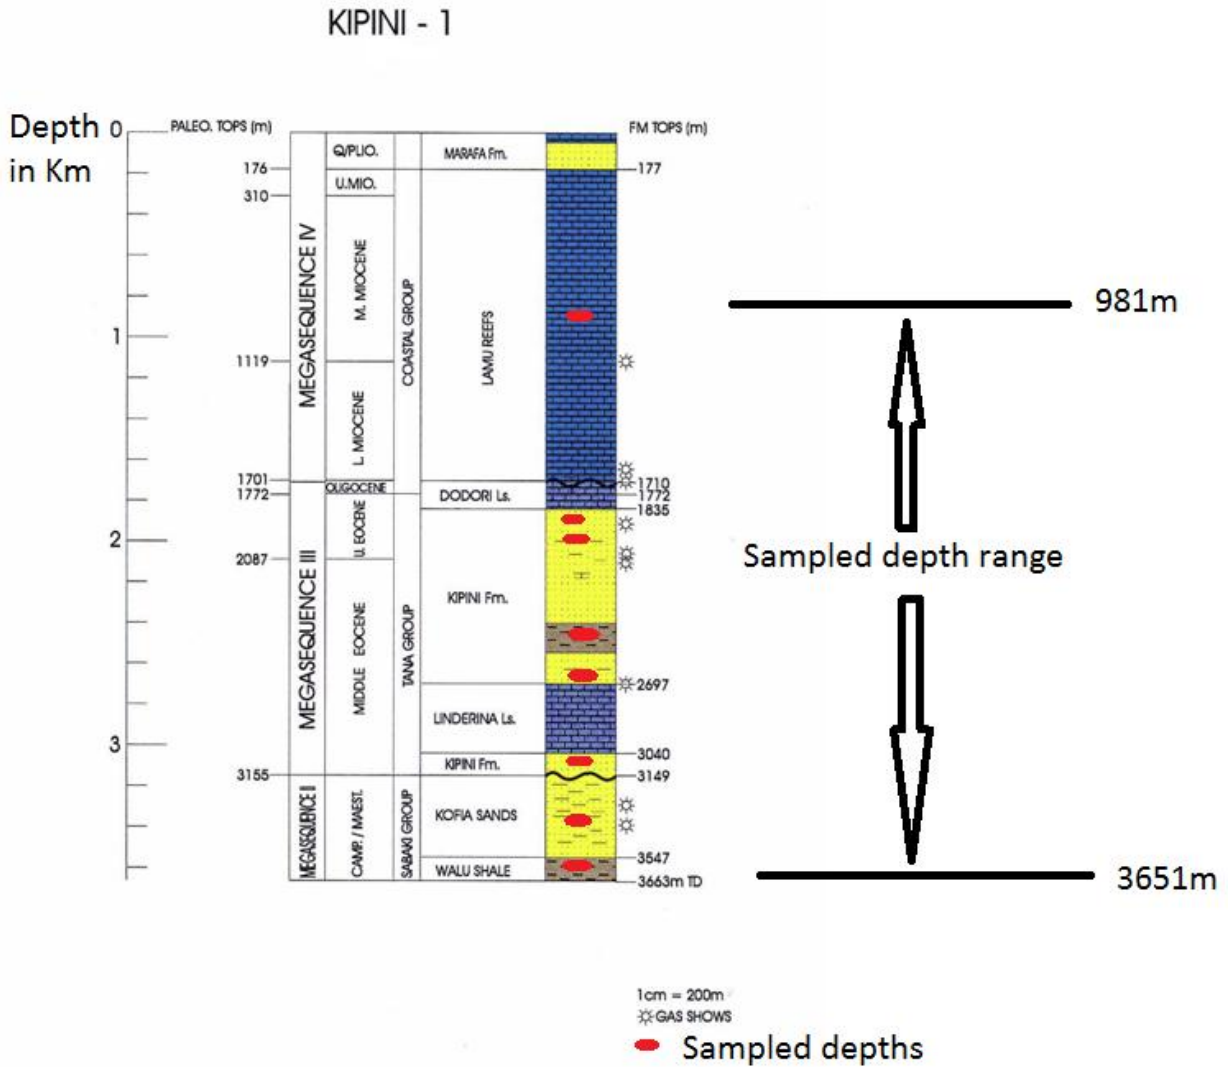 KIPINI - 1
Depth
in Km
0
PALEO. TOPS (m)
FM TOPS (m)
Q/PLIO.
MARAFA Fm.
176
177
U.MIO.
310
MEGASEQUENCE IV
M. MIOCENE
COASTAL GROUP
LAMU REEFS
981m
1
1119
L. MIOCENE
1701
1710
OLIGOCENE
1772
DODORI Ls.
1772
1835
U. EOCENE
2
Sampled depth range
2087
MEGASEQUENCE III
MIDDLE EOCENE
TANA GROUP
KIPINI Fm.
2697
LINDERINA Ls.
3
3040
KIPINI Fm.
3155
3149
MEGASEQUENCE II
CAMP. / MAEST.
SABAKI GROUP
KOFIA SANDS
3547
WALU SHALE
3663m TD
3651m
1cm = 200m
GAS SHOWS
Sampled depths